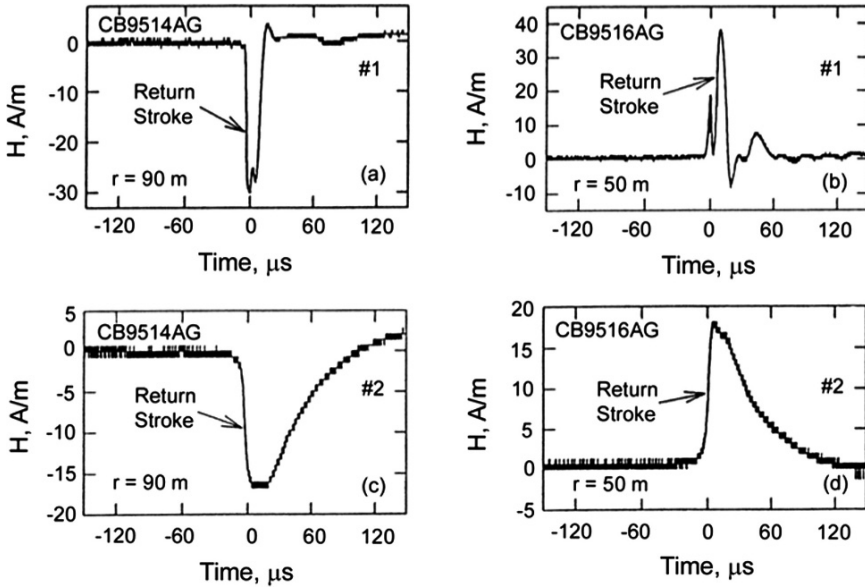 CB9514AG
#1
Return
Stroke
r = 90 m
(a)
H, A/m
0
-10
-20
-30
-120
-60
0
60
120
Time, μs
CB9516AG
#1
Return
Stroke
r = 50 m
(b)
H, A/m
40
30
20
10
0
-10
-120
-60
0
60
120
Time, μs
CB9514AG
#2
Return
Stroke
r = 90 m
(c)
H, A/m
5
0
-5
-10
-15
-20
-120
-60
0
60
120
Time, μs
CB9516AG
#2
Return
Stroke
r = 50 m
(d)
H, A/m
20
15
10
5
0
-5
-120
-60
0
60
120
Time, μs